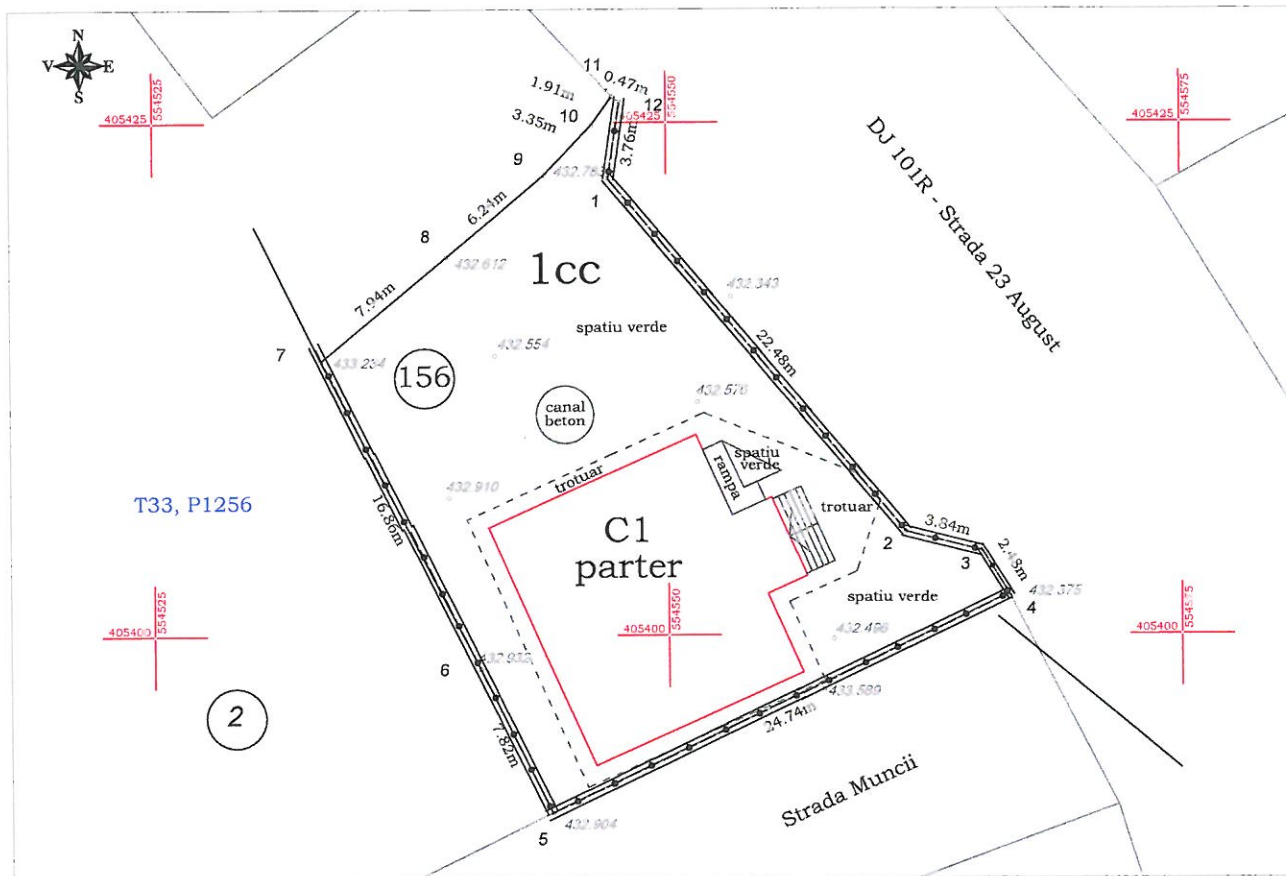 N
V E
S
11
0.47m
1.91m
10
12
3.35m
3.76m
9
432.783
1
405425
554525
405425
554550
405425
554575
DJ 101R - Strada 23 August
6.24m
8
432.612
1cc
432.343
7.94m
spatiu verde
7
433.234
432.554
22.48m
156
432.576
canal
beton
spatiu
verde
rampa
trotuar
432.910
T33, P1256
16.86m
C1
parter
trotuar
2
3.84m
3
2.48m
432.375
4
spatiu verde
432.496
405400
554525
405400
554550
405400
554575
6
432.932
433.589
2
24.74m
7.82m
Strada Muncii
5
432.904